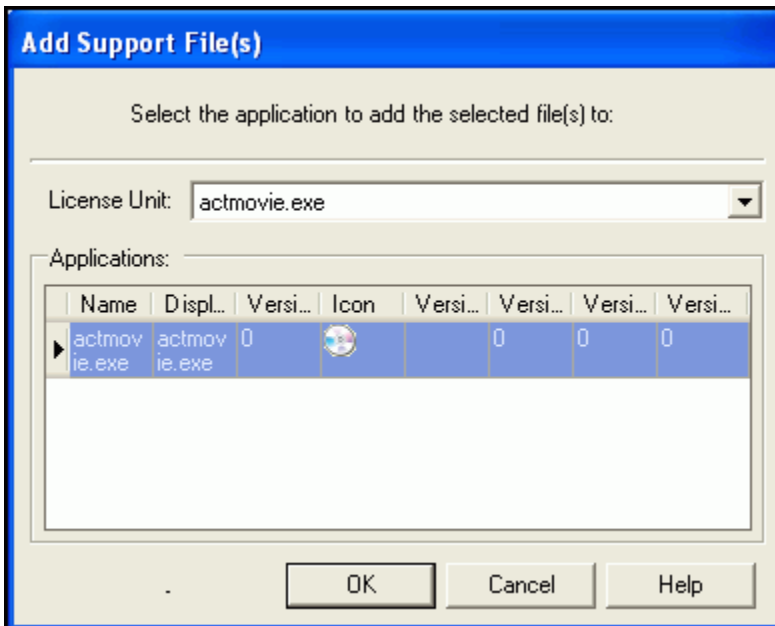 Add Support File(s)
Select the application to add the selected file(s) to:
License Unit: actmovie.exe
Applications:
Name Displ... Versi... Icon Versi... Versi... Versi... Versi...
actmov actmov 0 0 0 0
ie.exe ie.exe
. OK Cancel Help